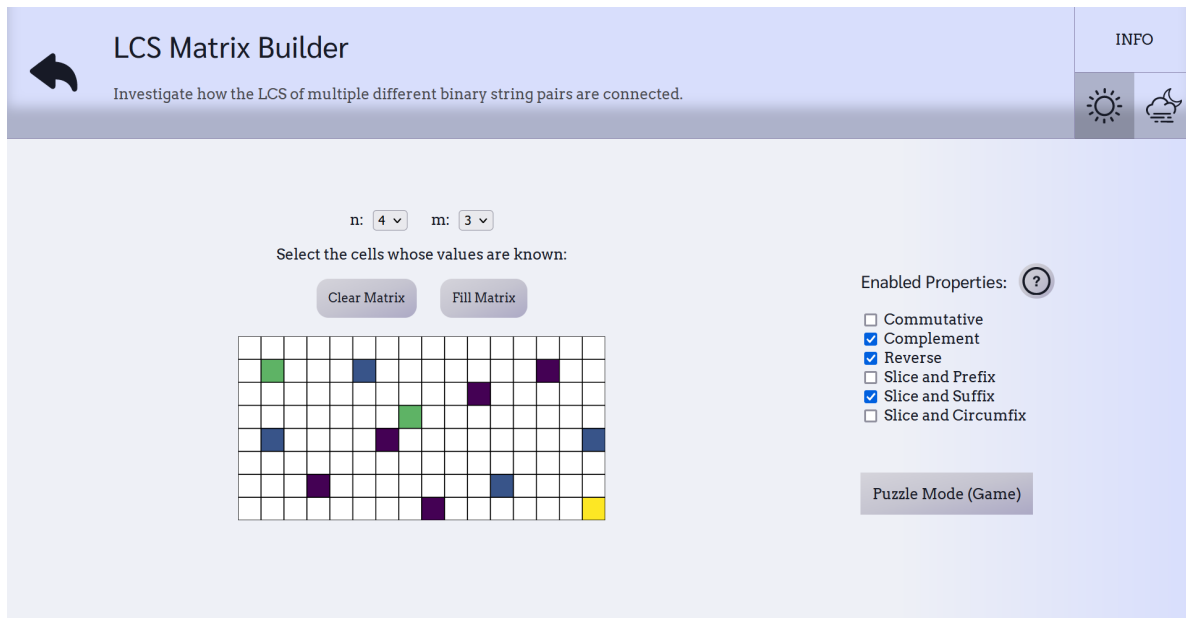 LCS Matrix Builder
INFO
Investigate how the LCS of multiple different binary string pairs are connected.
n: 4 m: 3
Select the cells whose values are known:
Clear Matrix Fill Matrix
Enabled Properties: ?
Commutative
Complement
Reverse
Slice and Prefix
Slice and Suffix
Slice and Circumfix
Puzzle Mode (Game)